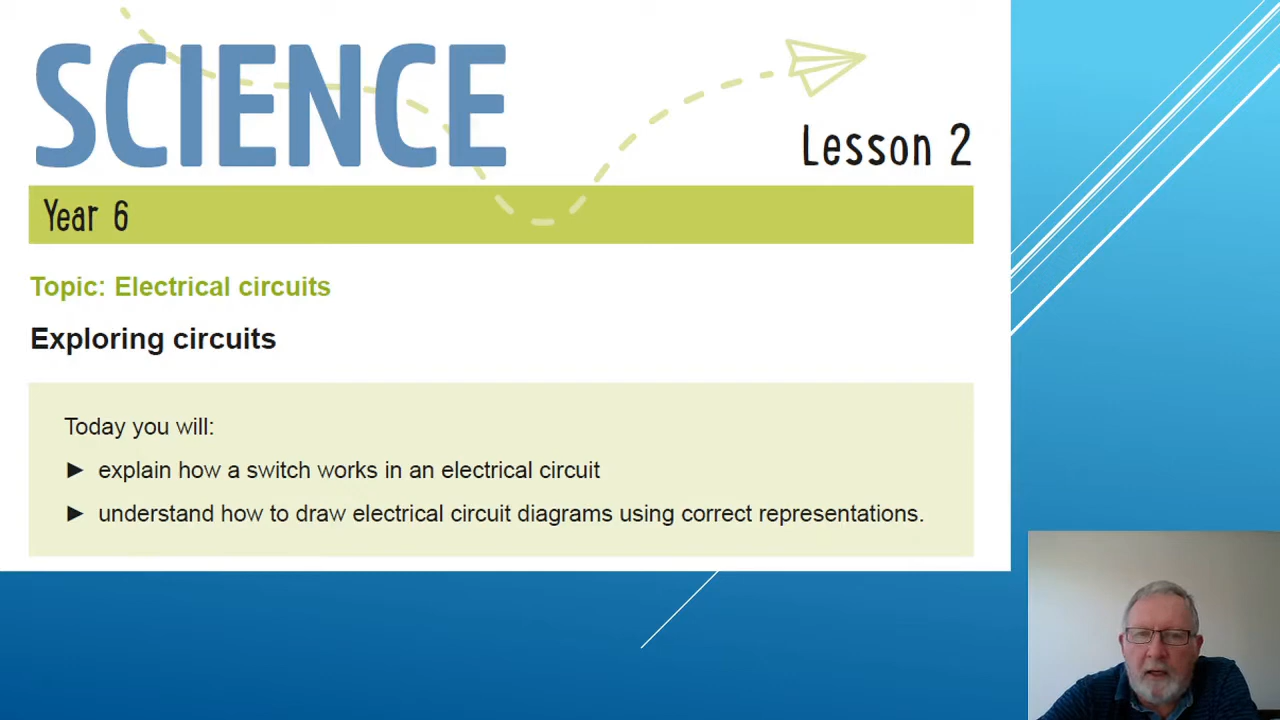 SCIENCE
Lesson 2
Year 6
Topic: Electrical circuits
Exploring circuits
Today you will:
► explain how a switch works in an electrical circuit
► understand how to draw electrical circuit diagrams using correct representations.